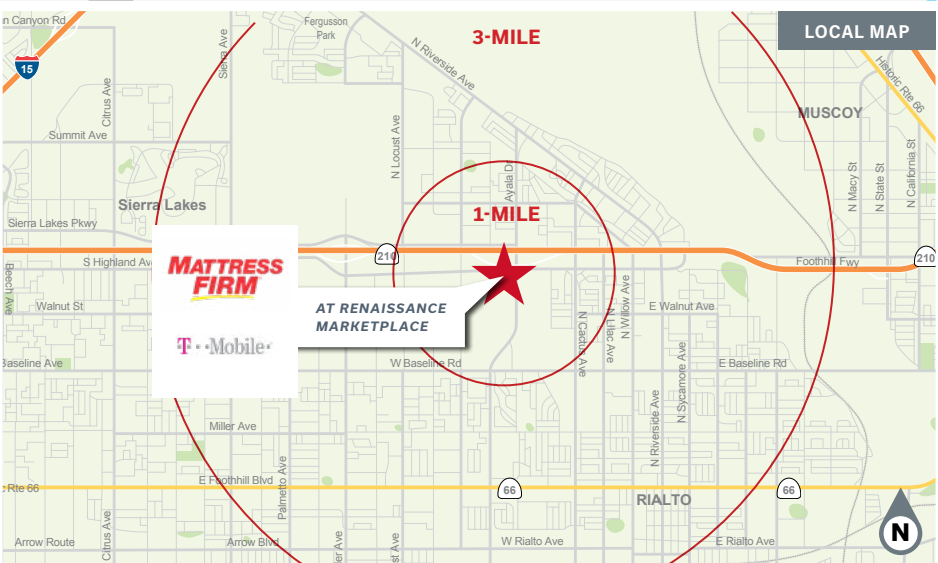 n Canyon Rd
Fergusson
Park
3-MILE
LOCAL MAP
15
Sierra Ave
N Riverside Ave
Historic Rte 66
Citrus Ave
Summit Ave
MUSCOY
N Locust Ave
Ayala Dr
N Macy St
N State St
N California St
Sierra Lakes
1-MILE
Sierra Lakes Pkwy
210
210
S Highland Av
Foothill Fwy
MATTRESS
FIRM
Beech Ave
Walnut St
AT RENAISSANCE
MARKETPLACE
E Walnut Ave
N Cactus Ave
N Lilac Ave
N Willow Ave
T··Mobile·
Baseline Ave
W Baseline Rd
E Baseline Rd
N Sycamore Ave
N Riverside Ave
Miller Ave
Palmetto Ave
E Foothill Blvd
c Rte 66
66
66
RIALTO
N
Citrus Ave
Arrow Route
Arrow Blvd
ier Ave
st Ave
W Rialto Ave
E Rialto Ave